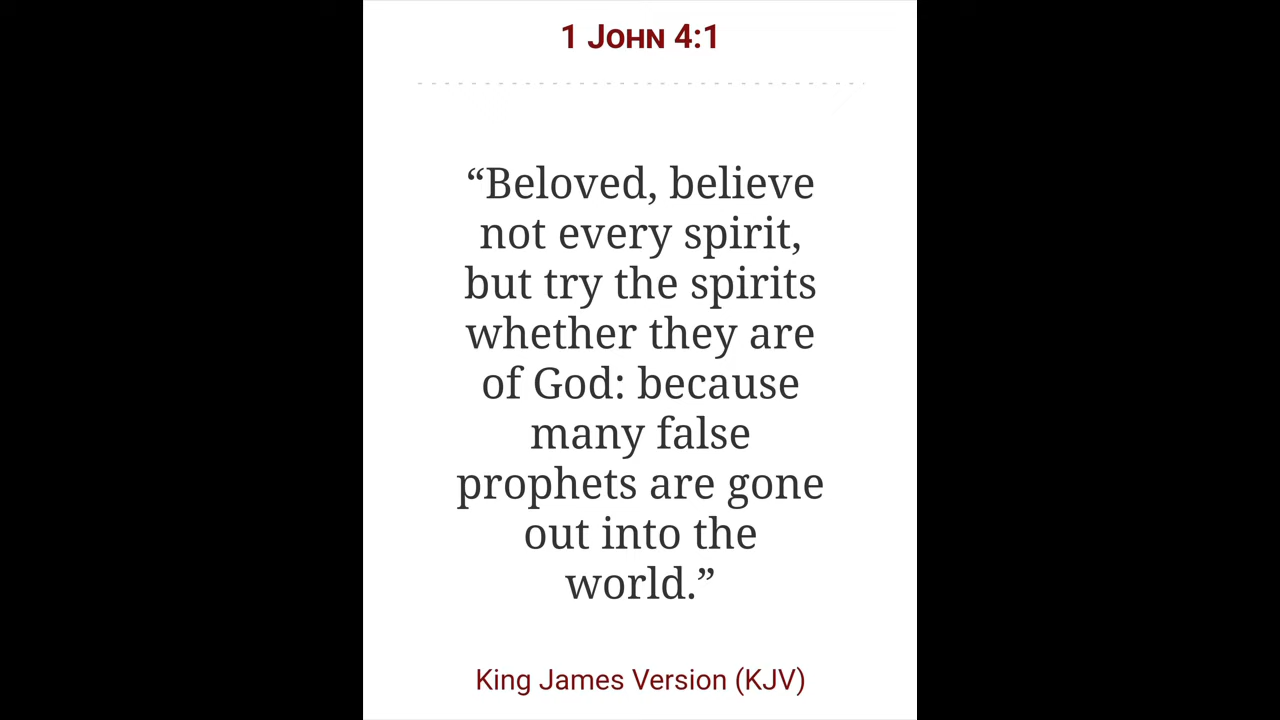 1 John 4:1
“Beloved, believe
not every spirit,
but try the spirits
whether they are
of God: because
many false
prophets are gone
out into the
world.”
King James Version (KJV)